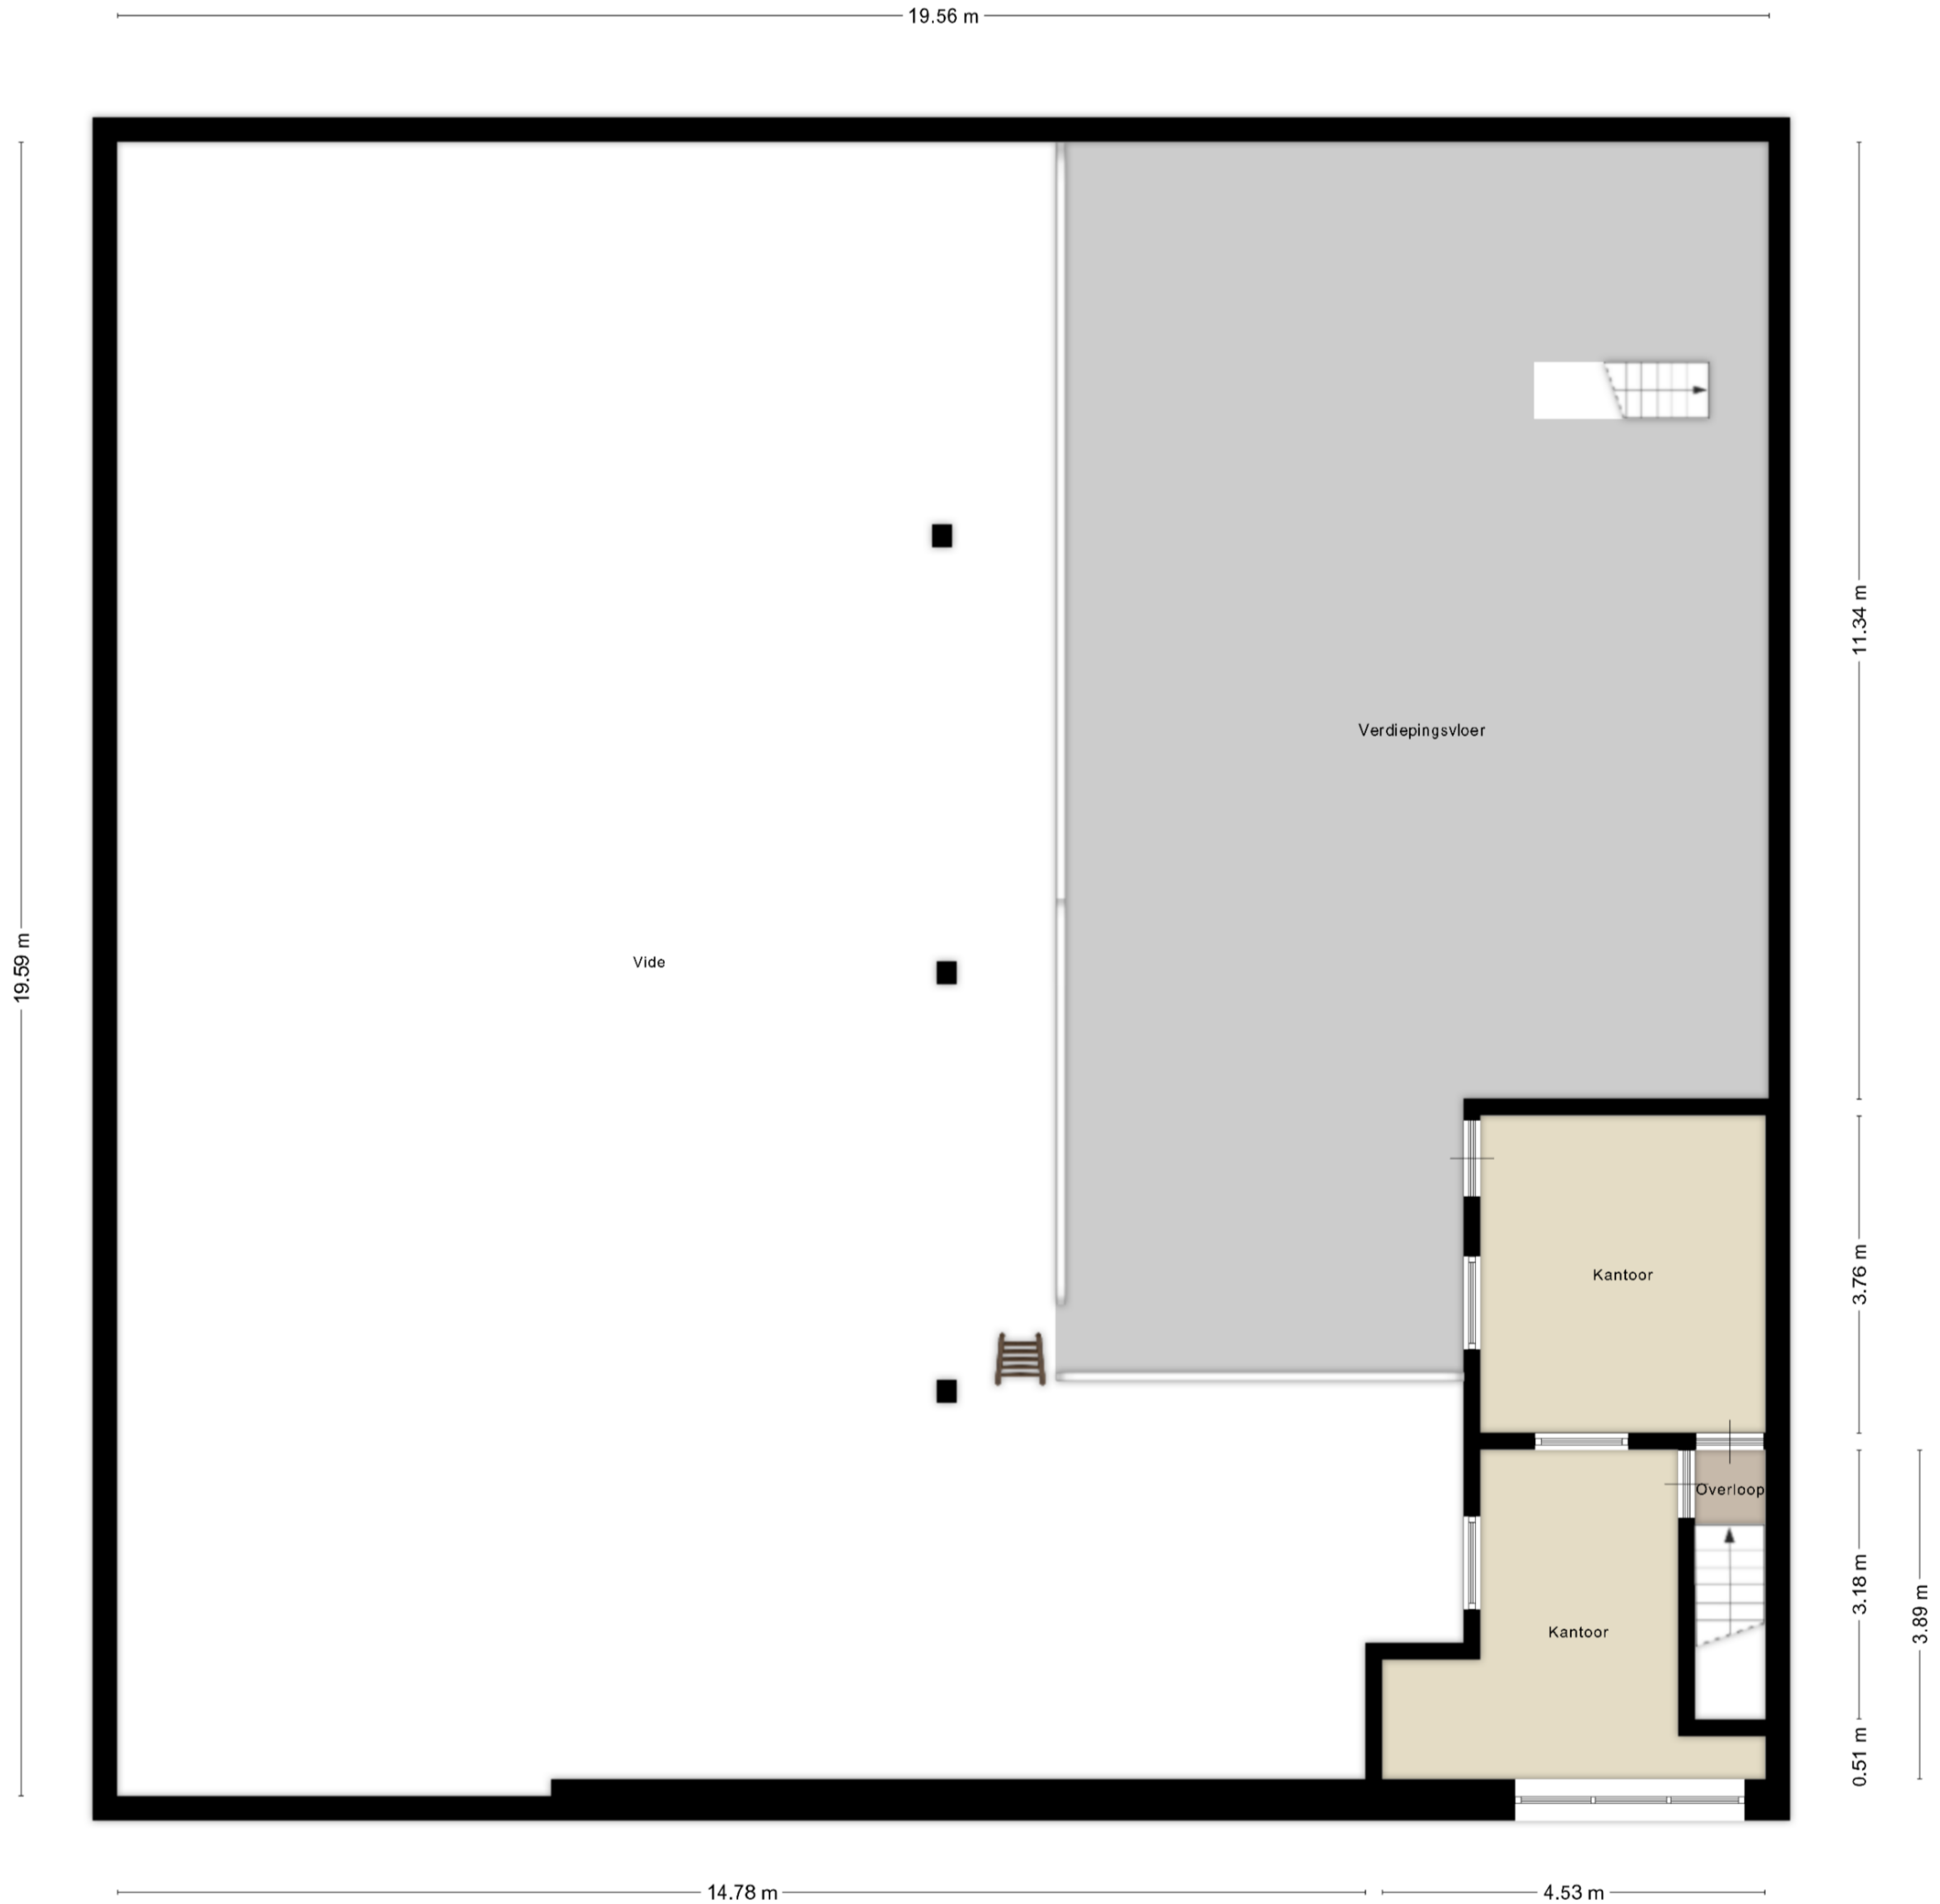 19.56 m
11.34 m
Verdiepingsvloer
Vide
19.59 m
Kantoor
3.76 m
Overloop
Kantoor
3.18 m
3.89 m
0.51 m
14.78 m
4.53 m